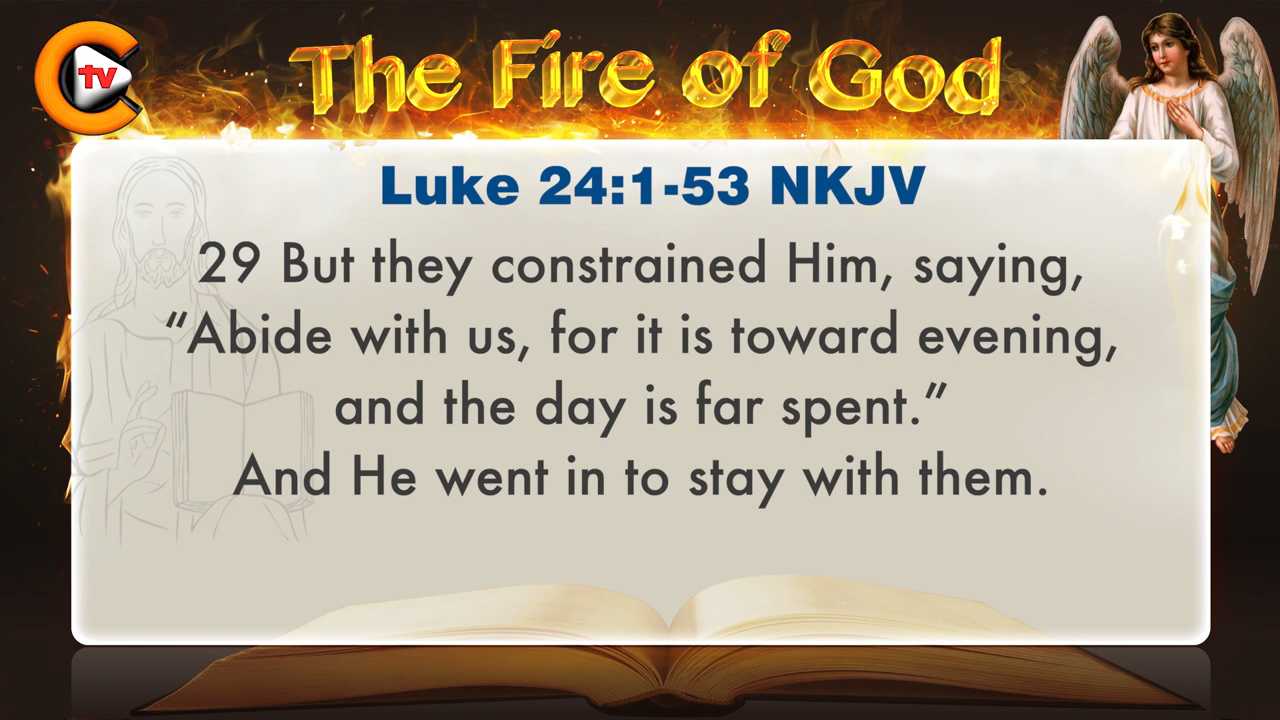 tv
The Fire of God
Luke 24:1-53 NKJV
29 But they constrained Him, saying,
“Abide with us, for it is toward evening,
and the day is far spent.”
And He went in to stay with them.